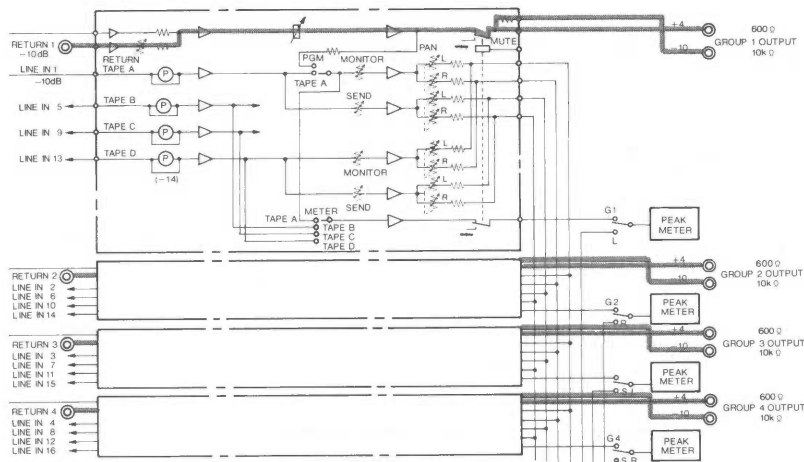 RETURN 1
-10dB
LINE IN 1
-10dB
LINE IN 5
LINE IN 9
LINE IN 13
RETURN
TAPE A
TAPE B
TAPE C
TAPE D
P
P
P
P
(-14)
PGM
TAPE A
MONITOR
SEND
MONITOR
SEND
PAN
L
R
L
R
L
R
L
R
MUTE
METER
TAPE A
TAPE B
TAPE C
TAPE D
+4
-10
600Ω
GROUP 1 OUTPUT
10kΩ
G1
L
PEAK
METER
RETURN 2
LINE IN 2
LINE IN 6
LINE IN 10
LINE IN 14
+4
-10
600Ω
GROUP 2 OUTPUT
10kΩ
G2
R
PEAK
METER
RETURN 3
LINE IN 3
LINE IN 7
LINE IN 11
LINE IN 15
+4
-10
600Ω
GROUP 3 OUTPUT
10kΩ
S L
PEAK
METER
RETURN 4
LINE IN 4
LINE IN 8
LINE IN 12
LINE IN 16
+4
-10
600Ω
GROUP 4 OUTPUT
10kΩ
G4
S R
PEAK
METER